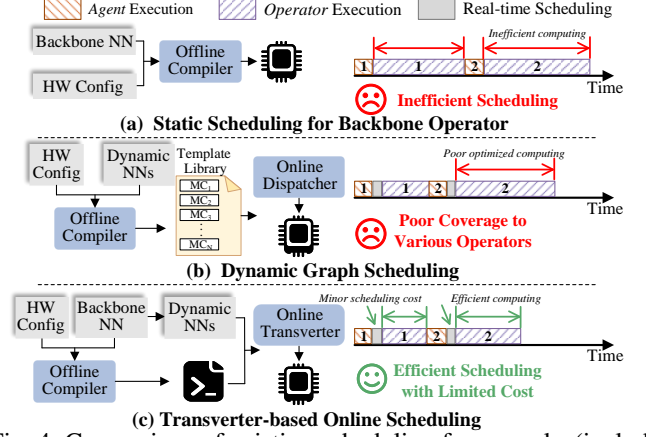 Agent Execution Operator Execution Real-time Scheduling
Backbone NN
HW Config
Offline
Compiler
Inefficient computing
1 1 2 2
Time
Inefficient Scheduling
(a) Static Scheduling for Backbone Operator
HW
Config
Dynamic
NNs
Offline
Compiler
Template
Library
MC1
MC2
MC3
⋮
MCN
Online
Dispatcher
Poor optimized computing
1 1 2 2
Time
Poor Coverage to
Various Operators
(b) Dynamic Graph Scheduling
HW
Config
Backbone
NN
Dynamic
NNs
Offline
Compiler
Online
Transverter
Minor scheduling cost
Efficient computing
1 1 2 2
Time
Efficient Scheduling
with Limited Cost
(c) Transverter-based Online Scheduling